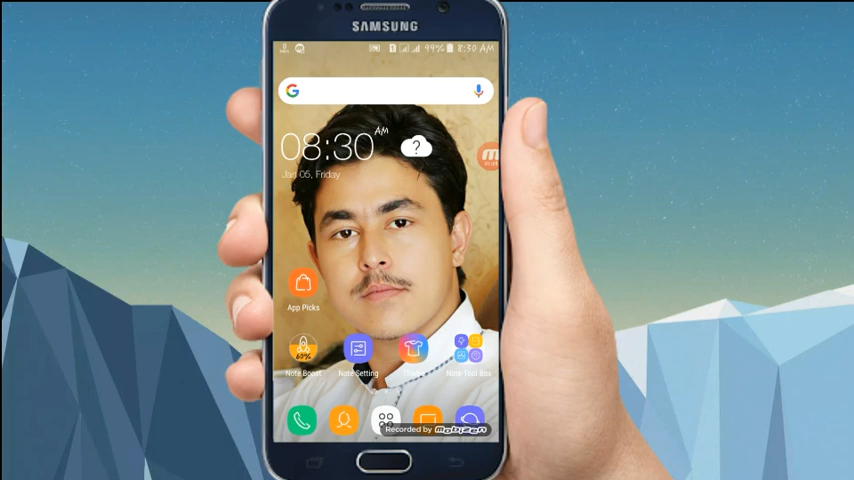 SAMSUNG
99% 8:30 AM
08:30 AM
?
Jan 05, Friday
App Picks
60%
Note Boost
Note Setting
Note Tool Box
Recorded by mobizen